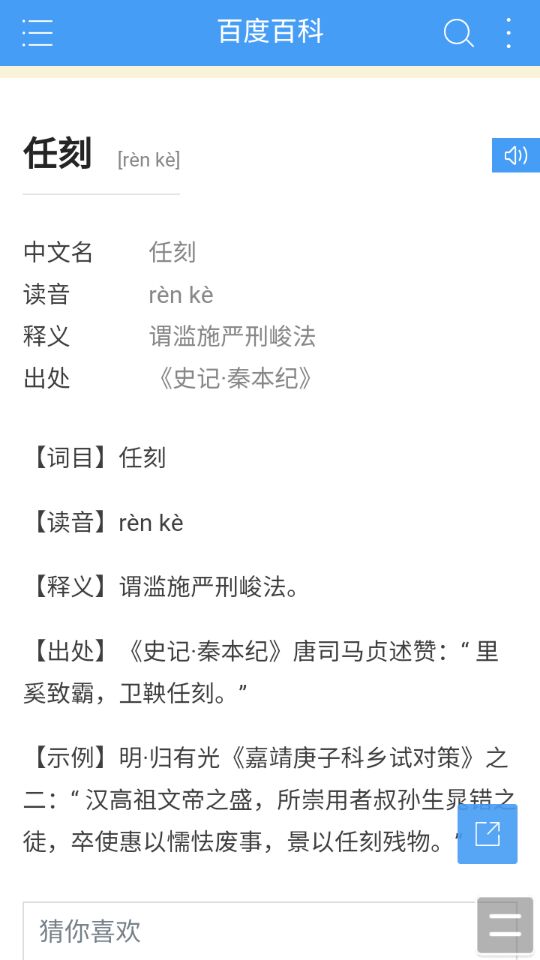 百度百科
任刻 [rèn kè]
中文名 任刻
读音 rèn kè
释义 谓滥施严刑峻法
出处 《史记·秦本纪》
【词目】任刻
【读音】rèn kè
【释义】谓滥施严刑峻法。
【出处】《史记·秦本纪》唐司马贞述赞：“ 里
奚致霸，卫鞅任刻。”
【示例】明·归有光《嘉靖庚子科乡试对策》之
二：“ 汉高祖文帝之盛，所崇用者叔孙生晁错之
徒，卒使惠以懦怯废事，景以任刻残物。”
猜你喜欢